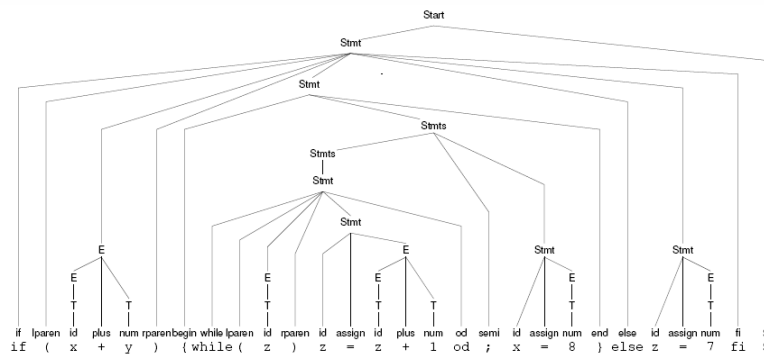 Start
Stmt
Stmt
Stmts
Stmts
Stmt
Stmt
E E Stmt Stmt
E E E E E
T T T T T T T
if lparen id plus num rparen begin while lparen id rparen id assign id plus num od semi id assign num end else id assign num fi
if ( x + y ) { while ( z ) z = z + 1 od ; x = 8 } else z = 7 fi